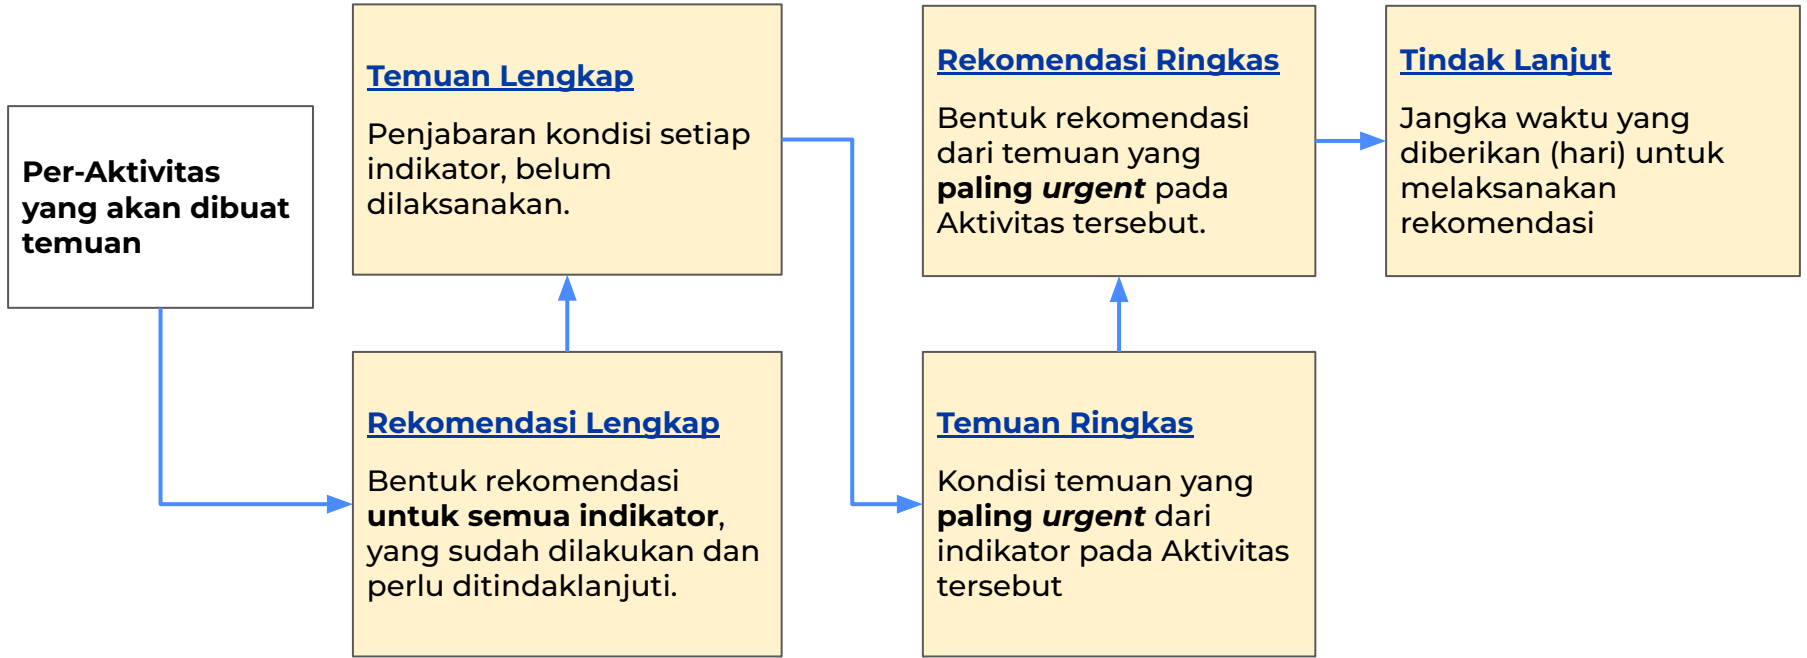 Per-Aktivitas
yang akan dibuat
temuan
Rekomendasi Lengkap
Bentuk rekomendasi
untuk semua indikator,
yang sudah dilakukan dan
perlu ditindaklanjuti.
Temuan Lengkap
Penjabaran kondisi setiap
indikator, belum
dilaksanakan.
Temuan Ringkas
Kondisi temuan yang
paling urgent dari
indikator pada Aktivitas
tersebut
Rekomendasi Ringkas
Bentuk rekomendasi
dari temuan yang
paling urgent pada
Aktivitas tersebut.
Tindak Lanjut
Jangka waktu yang
diberikan (hari) untuk
melaksanakan
rekomendasi